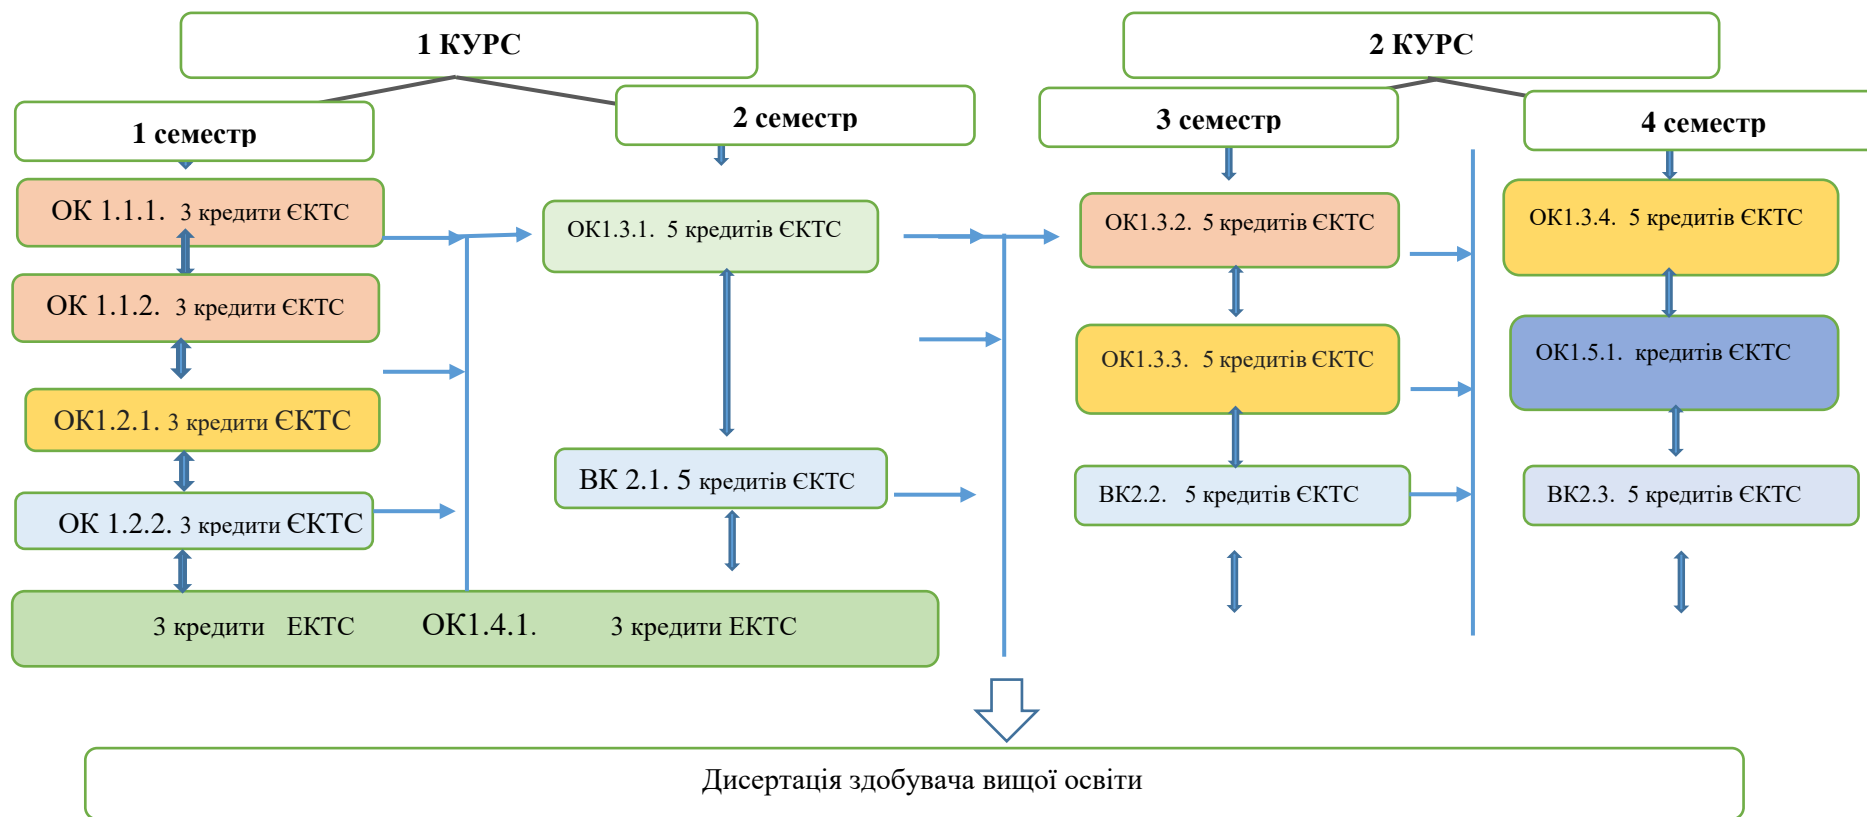 1 КУРС
2 КУРС
1 семестр
2 семестр
3 семестр
4 семестр
ОК 1.1.1. 3 кредити ЄКТС
ОК1.3.1. 5 кредитів ЄКТС
ОК1.3.2. 5 кредитів ЄКТС
ОК1.3.4. 5 кредитів ЄКТС
ОК 1.1.2. 3 кредити ЄКТС
ОК1.3.3. 5 кредитів ЄКТС
ОК1.5.1. кредитів ЄКТС
ОК1.2.1. 3 кредити ЄКТС
ВК 2.1. 5 кредитів ЄКТС
ВК2.2. 5 кредитів ЄКТС
ВК2.3. 5 кредитів ЄКТС
ОК 1.2.2. 3 кредити ЄКТС
3 кредити ЕКТС ОК1.4.1. 3 кредити ЕКТС
Дисертація здобувача вищої освіти